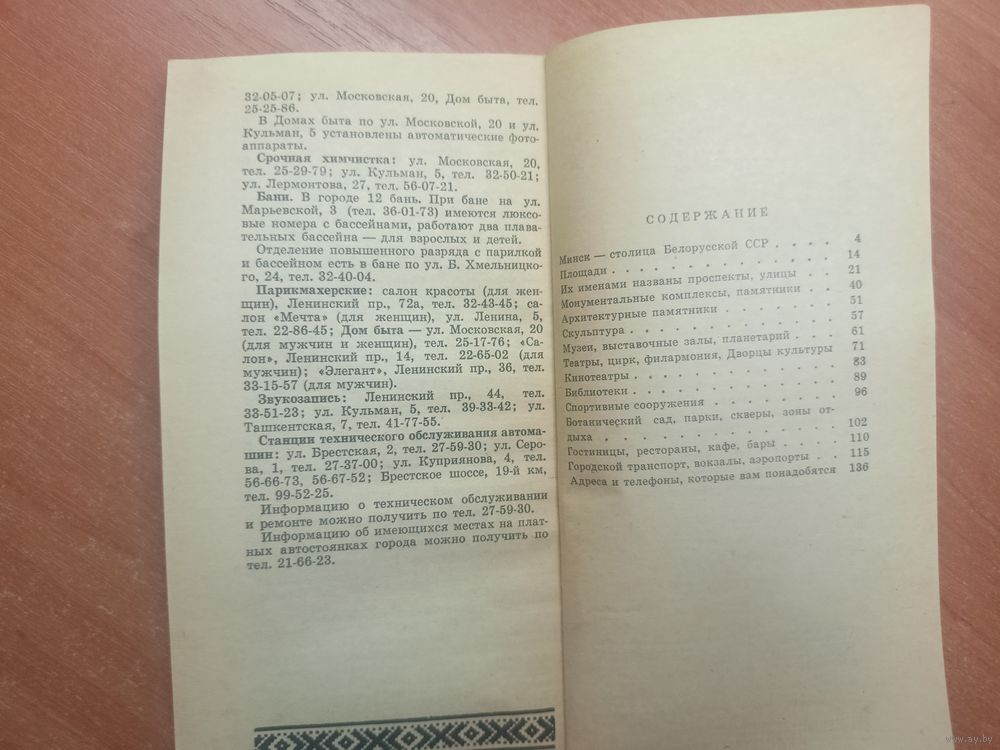 32-05-07; ул. Московская, 20, Дом быта, тел.
25-25-86.
В Домах быта по ул. Московской, 20 и ул.
Кульман, 5 установлены автоматические фото-
аппараты.
Срочная химчистка: ул. Московская, 20,
тел. 25-29-79; ул. Кульман, 5, тел. 32-50-21;
ул. Лермонтова, 27, тел. 56-07-21.
Бани. В городе 12 бань. При бане на ул.
Марьевской, 3 (тел. 36-01-73) имеются люксо-
вые номера с бассейнами, работают два плава-
тельных бассейна — для взрослых и детей.
Отделение повышенного разряда с парилкой
и бассейном есть в бане по ул. Б. Хмельницко-
го, 24, тел. 32-40-04.
Парикмахерские: салон красоты (для жен-
щин), Ленинский пр., 72а, тел. 32-43-45; са-
лон «Мечта» (для женщин), ул. Ленина, 5,
тел. 22-86-45; Дом быта — ул. Московская, 20
(для мужчин и женщин), тел. 25-17-76; «Са-
лон», Ленинский пр., 14, тел. 22-65-02 (для
мужчин); «Элегант», Ленинский пр., 36, тел.
33-15-57 (для мужчин).
Звукозапись: Ленинский пр., 44, тел.
33-51-23; ул. Кульман, 5, тел. 39-33-42; ул.
Ташкентская, 7, тел. 41-77-55.
Станции технического обслуживания автома-
шин: ул. Брестская, 2, тел. 27-59-30; ул. Серо-
ва, 1, тел. 27-37-00; ул. Куприянова, 4, тел.
56-66-73, 56-67-52; Брестское шоссе, 19-й км,
тел. 99-52-25.
Информацию о техническом обслуживании
и ремонте можно получить по тел. 27-59-30.
Информацию об имеющихся местах на плат-
ных автостоянках города можно получить по
тел. 21-66-23.
СОДЕРЖАНИЕ
Минск — столица Белорусской ССР . . . . 4
Площади . . . . . . . . . . . . . 14
Их именами названы проспекты, улицы . . 21
Монументальные комплексы, памятники . . 40
Архитектурные памятники . . . . . . . 51
Скульптура . . . . . . . . . . . . 57
Музеи, выставочные залы, планетарий . . . 61
Театры, цирк, филармония, Дворцы культуры 71
Кинотеатры . . . . . . . . . . . . 83
Библиотеки . . . . . . . . . . . . 89
Спортивные сооружения . . . . . . . . 96
Ботанический сад, парки, скверы, зоны от-
дыха . . . . . . . . . . . . . . 102
Гостиницы, рестораны, кафе, бары . . . . 110
Городской транспорт, вокзалы, аэропорты . . 115
Адреса и телефоны, которые вам понадобятся 136
www.ay.by